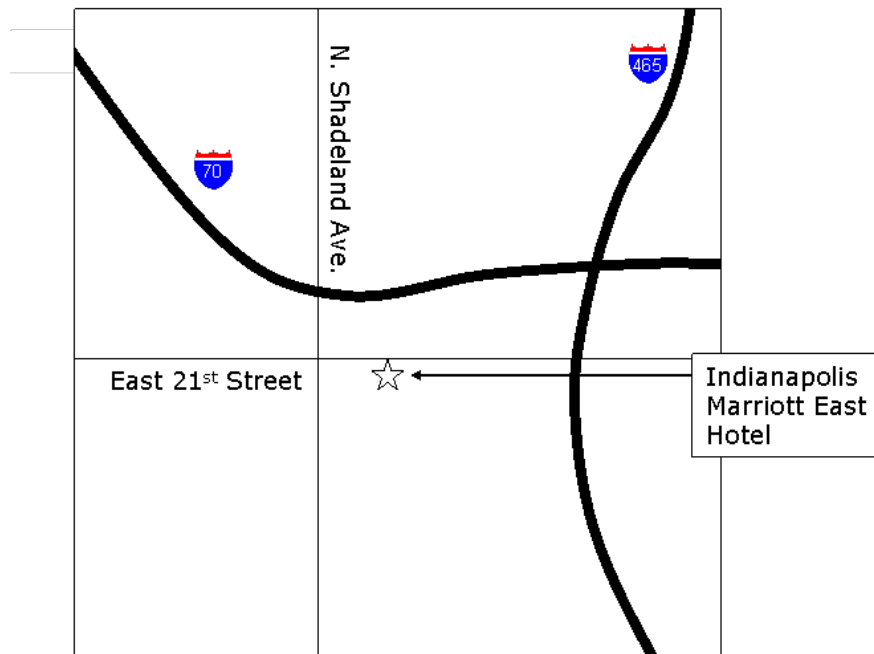 465
N. Shadeland Ave.
70
East 21st Street
Indianapolis
Marriott East
Hotel